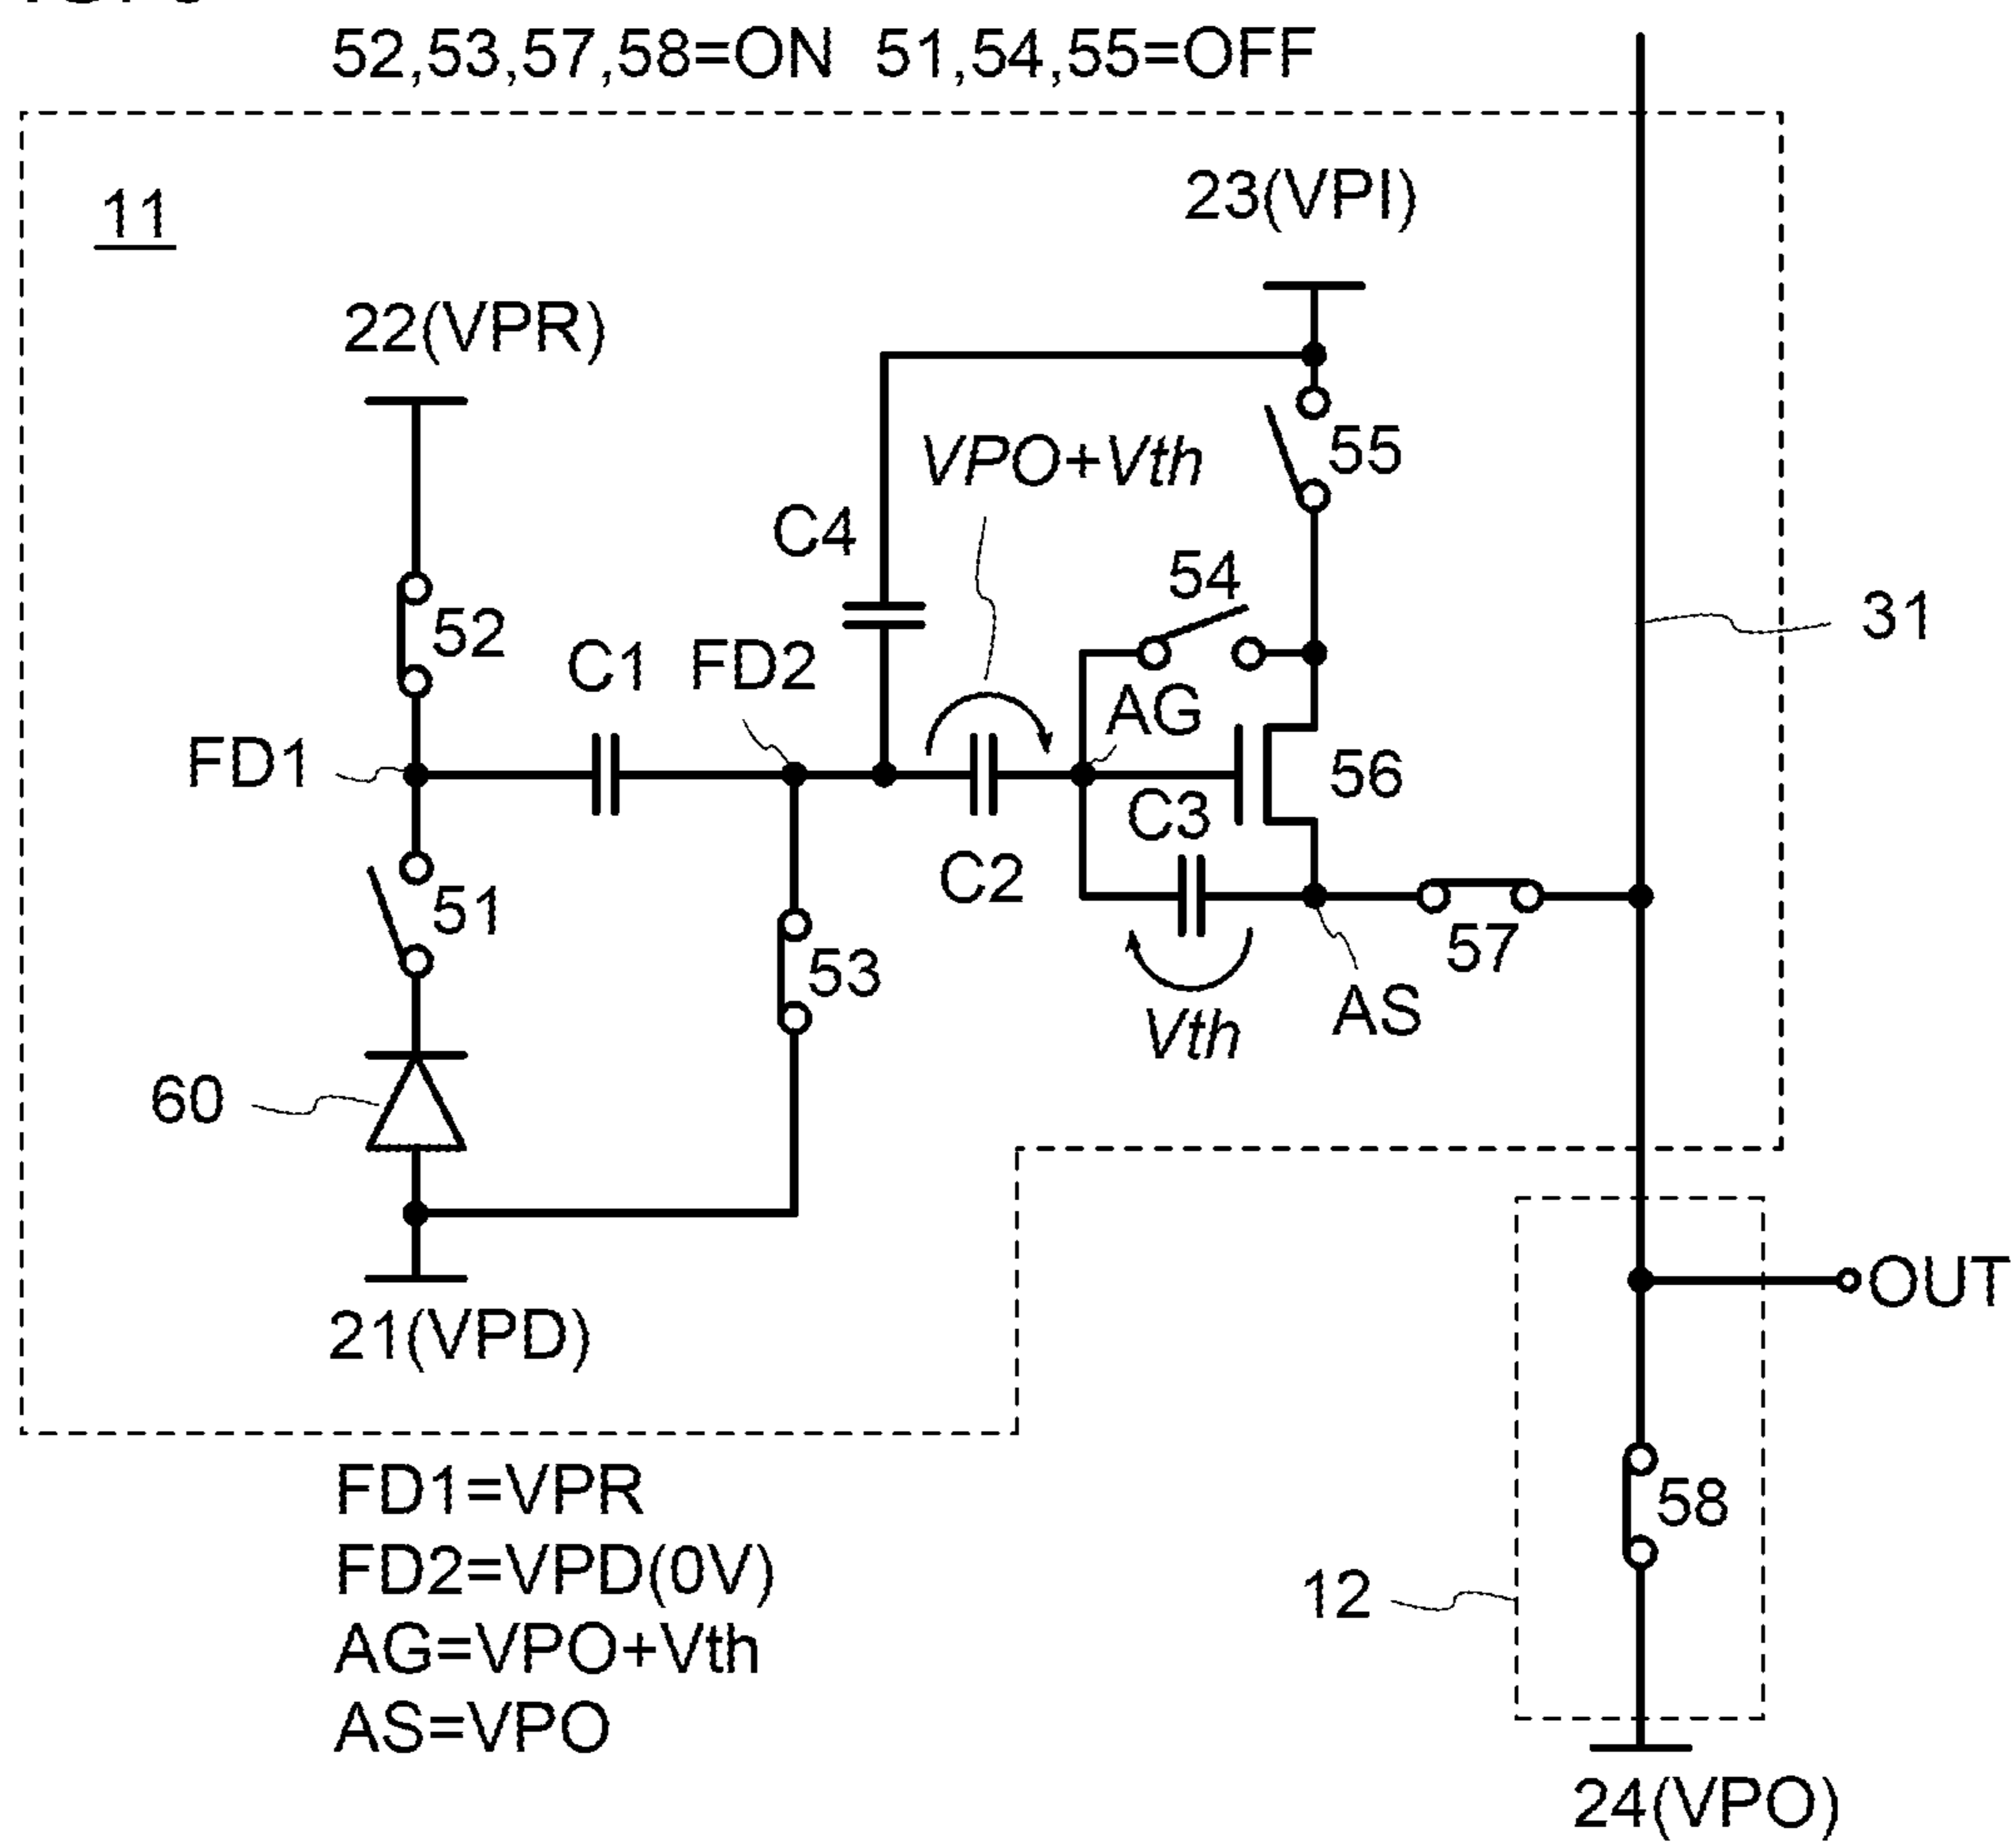 52,53,57,58=ON 51,54,55=OFF
11
23(VPI)
22(VPR)
55
VPO+Vth
C4
54
31
52
C1
FD2
AG
FD1
56
C3
C2
51
57
53
AS
Vth
60
OUT
21(VPD)
FD1=VPR
58
FD2=VPD(0V)
12
AG=VPO+Vth
AS=VPO
24(VPO)